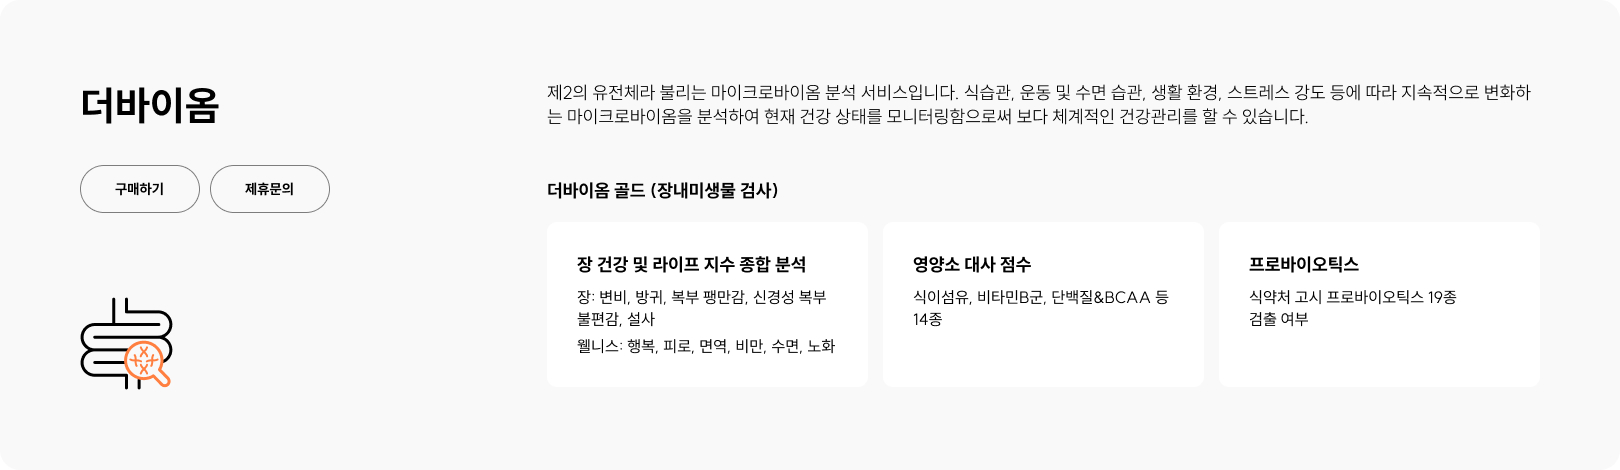 더바이옴
구매하기
제휴문의
제2의 유전체라 불리는 마이크로바이옴 분석 서비스입니다. 식습관, 운동 및 수면 습관, 생활 환경, 스트레스 강도 등에 따라 지속적으로 변화하
는 마이크로바이옴을 분석하여 현재 건강 상태를 모니터링함으로써 보다 체계적인 건강관리를 할 수 있습니다.
더바이옴 골드 (장내미생물 검사)
장 건강 및 라이프 지수 종합 분석
장: 변비, 방귀, 복부 팽만감, 신경성 복부
불편감, 설사
웰니스: 행복, 피로, 면역, 비만, 수면, 노화
영양소 대사 점수
식이섬유, 비타민B군, 단백질&BCAA 등
14종
프로바이오틱스
식약처 고시 프로바이오틱스 19종
검출 여부